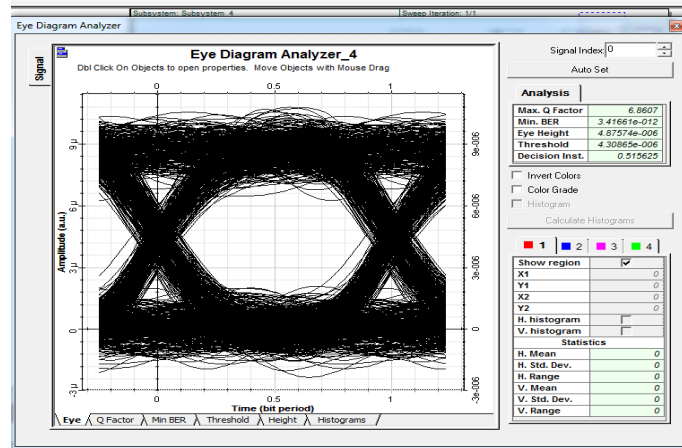 Subsystem: Subsystem_4
Sweep Iteration: 1/1
Eye Diagram Analyzer
Signal
Eye Diagram Analyzer_4
Dbl Click On Objects to open properties. Move Objects with Mouse Drag
0 0.5 1
Amplitude (a.u.)
9 µ
6 µ
3 µ
0
-3 µ
9e-006
6e-006
3e-006
0
-3e-006
0 0.5 1
Time (bit period)
Eye Q Factor Min BER Threshold Height Histograms
Signal Index: 0
Auto Set
Analysis
Max. Q Factor 6.8607
Min. BER 3.41661e-012
Eye Height 4.87574e-006
Threshold 4.30865e-006
Decision Inst. 0.515625
Invert Colors
Color Grade
Histogram
Calculate Histograms
1 2 3 4
Show region
X1 0
Y1 0
X2 0
Y2 0
H. histogram
V. histogram
Statistics
H. Mean 0
H. Std. Dev. 0
H. Range 0
V. Mean 0
V. Std. Dev. 0
V. Range 0